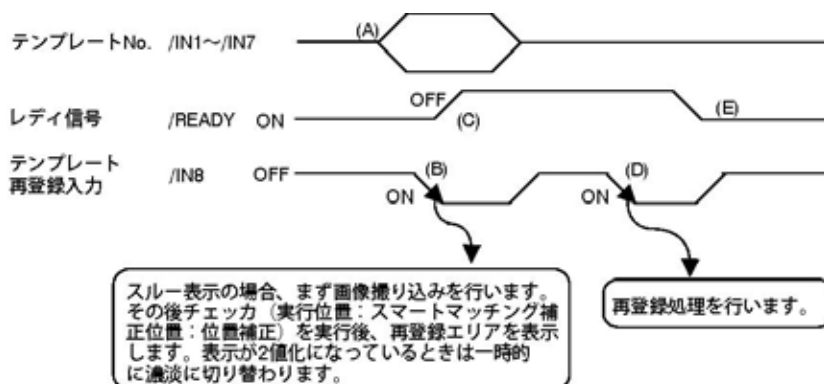 テンプレートNo. /IN1～/IN7 (A)
レディ信号 /READY ON OFF (C) (E)
テンプレート
再登録入力 /IN8 OFF ON (B) ON (D)
スルー表示の場合、まず画像撮り込みを行います。
その後チェッカ（実行位置：スマートマッチング補
正位置：位置補正）を実行後、再登録エリアを表示
します。表示が2値化になっているときは一時的
に濃淡に切り替わります。
再登録処理を行います。